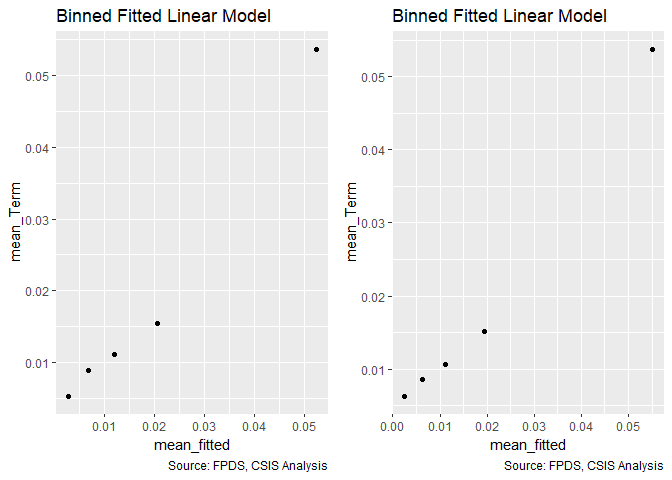 Binned Fitted Linear Model
0.05
0.04
0.03
0.02
0.01
mean_Term
0.01 0.02 0.03 0.04 0.05
mean_fitted
Source: FPDS, CSIS Analysis
Binned Fitted Linear Model
0.05
0.04
0.03
0.02
0.01
mean_Term
0.00 0.01 0.02 0.03 0.04 0.05
mean_fitted
Source: FPDS, CSIS Analysis